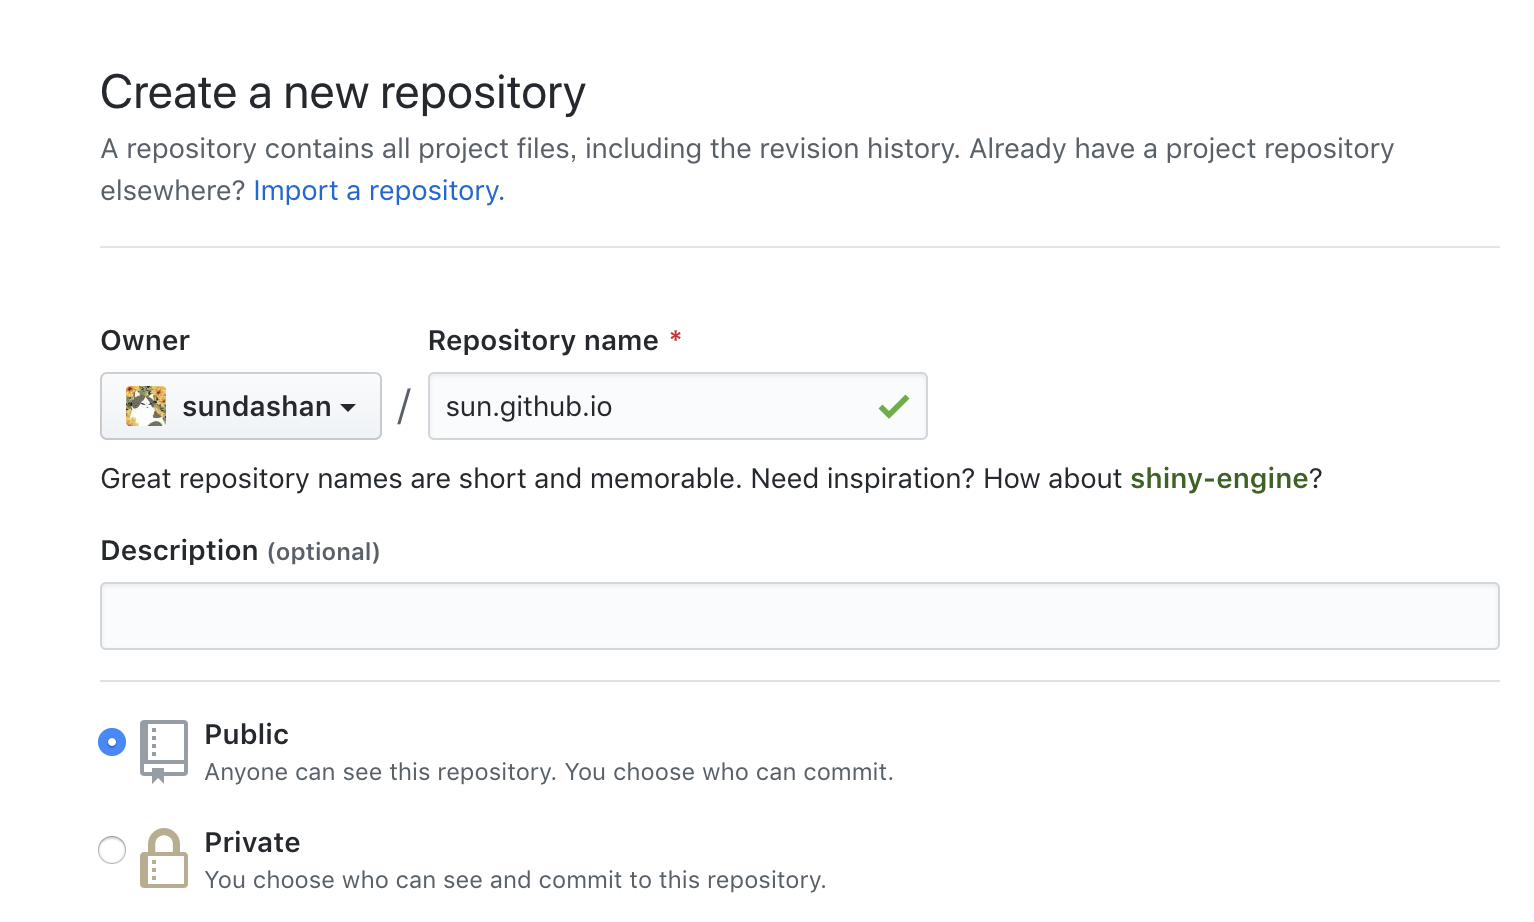 Create a new repository
A repository contains all project files, including the revision history. Already have a project repository
elsewhere? Import a repository.
Owner
Repository name *
sundashan / sun.github.io
Great repository names are short and memorable. Need inspiration? How about shiny-engine?
Description (optional)
Public
Anyone can see this repository. You choose who can commit.
Private
You choose who can see and commit to this repository.